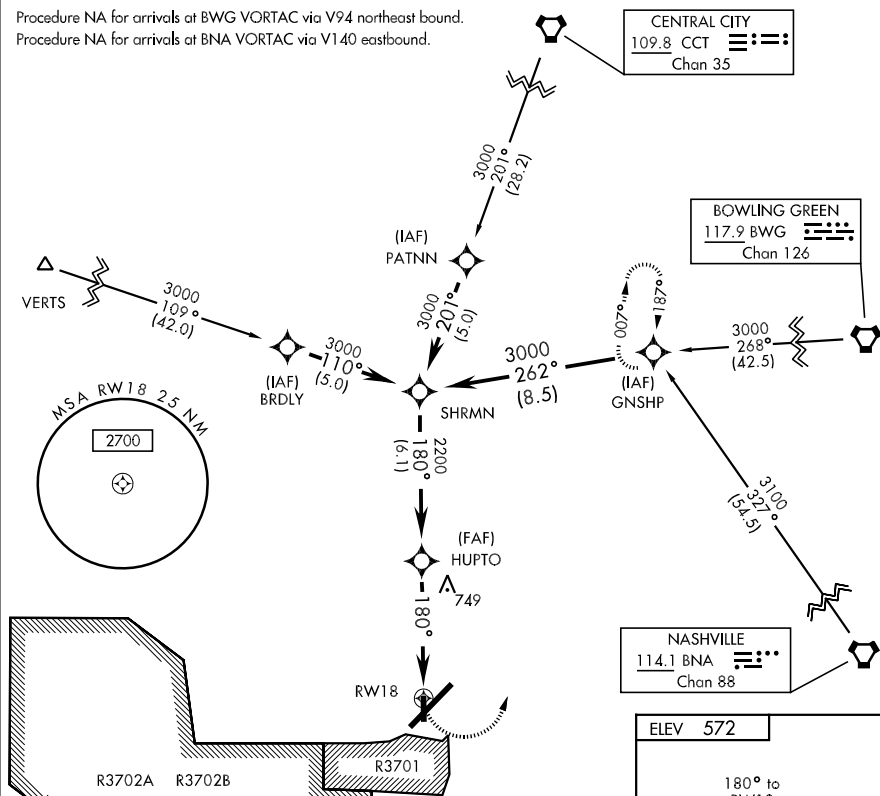 Procedure NA for arrivals at BWG VORTAC via V94 northeast bound.
Procedure NA for arrivals at BNA VORTAC via V140 eastbound.
CENTRAL CITY
109.8 CCT
Chan 35
3000
201°
(28.2)
BOWLING GREEN
117.9 BWG
Chan 126
(IAF)
PATNN
VERTS
3000
109°
(42.0)
3000
201°
(5.0)
007°
187°
3000
268°
(42.5)
3000
110°
(5.0)
3000
262°
(8.5)
(IAF)
BRDLY
(IAF)
GNSHP
SHRMN
MSA RW18 25 NM
2700
2200
180°
(6.1)
3100
327°
(54.5)
(FAF)
HUPTO
749
180°
NASHVILLE
114.1 BNA
Chan 88
RW18
ELEV 572
R3701
R3702A R3702B
180° to